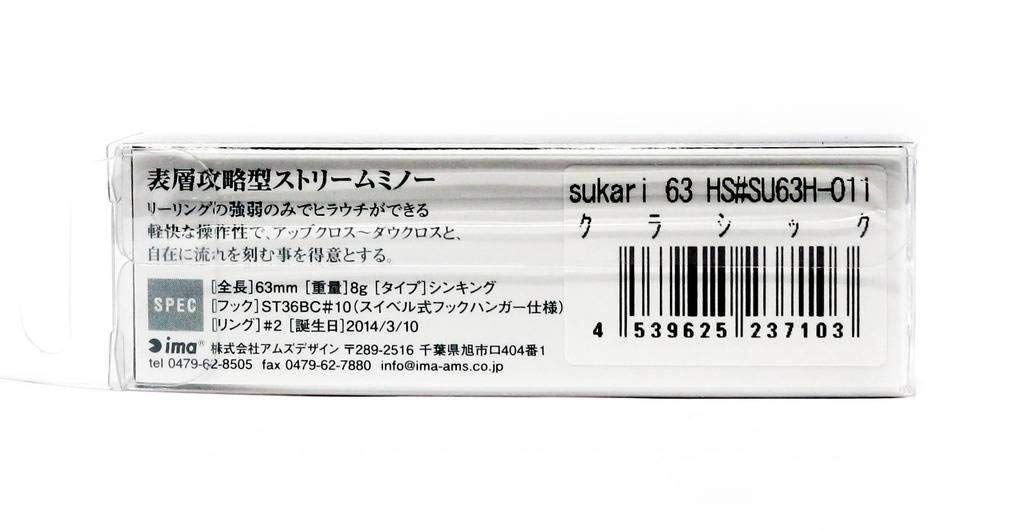 表層攻略型ストリームミノー
リーリングの強弱のみでヒラウチができる
軽快な操作性で、アップクロス〜ダウクロスと、
自在に流れを刻む事を得意とする。
SPEC
[全長]63mm [重量]8g [タイプ]シンキング
[フック]ST36BC#10(スイベル式フックハンガー仕様)
[リング]#2 [誕生日]2014/3/10
ima® 株式会社アムズデザイン 〒289-2516 千葉県旭市ロ404番1
tel 0479-62-8505 fax 0479-62-7880 info@ima-ams.co.jp
sukari 63 HS#SU63H-011
クラシック
4 539625 237103